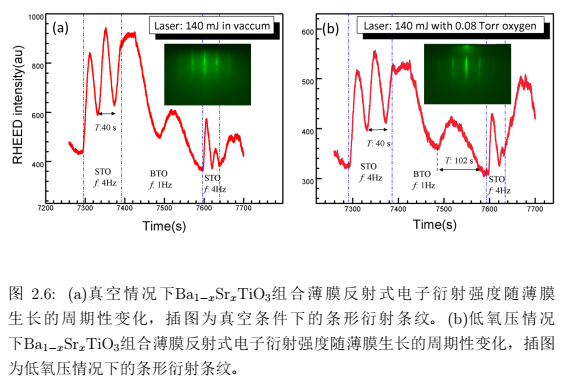 (a)
Laser: 140 mJ in vaccum
RHEED intensity(au)
1000
800
600
400
T:40 s
STO
f: 4Hz
BTO
f: 1Hz
STO
f: 4Hz
7200 7300 7400 7500 7600 7700
Time(s)
(b)
Laser: 140 mJ with 0.08 Torr oxygen
600
500
400
300
T: 40 s
T: 102 s
STO
f: 4Hz
BTO
f: 1Hz
STO
f: 4Hz
7300 7400 7500 7600 7700
Time(s)
图 2.6: (a)真空情况下Ba₁₋ₓSrₓTiO₃组合薄膜反射式电子衍射强度随薄膜
生长的周期性变化，插图为真空条件下的条形衍射条纹。(b)低氧压情况
下Ba₁₋ₓSrₓTiO₃组合薄膜反射式电子衍射强度随薄膜生长的周期性变化，插图
为低氧压情况下的条形衍射条纹。